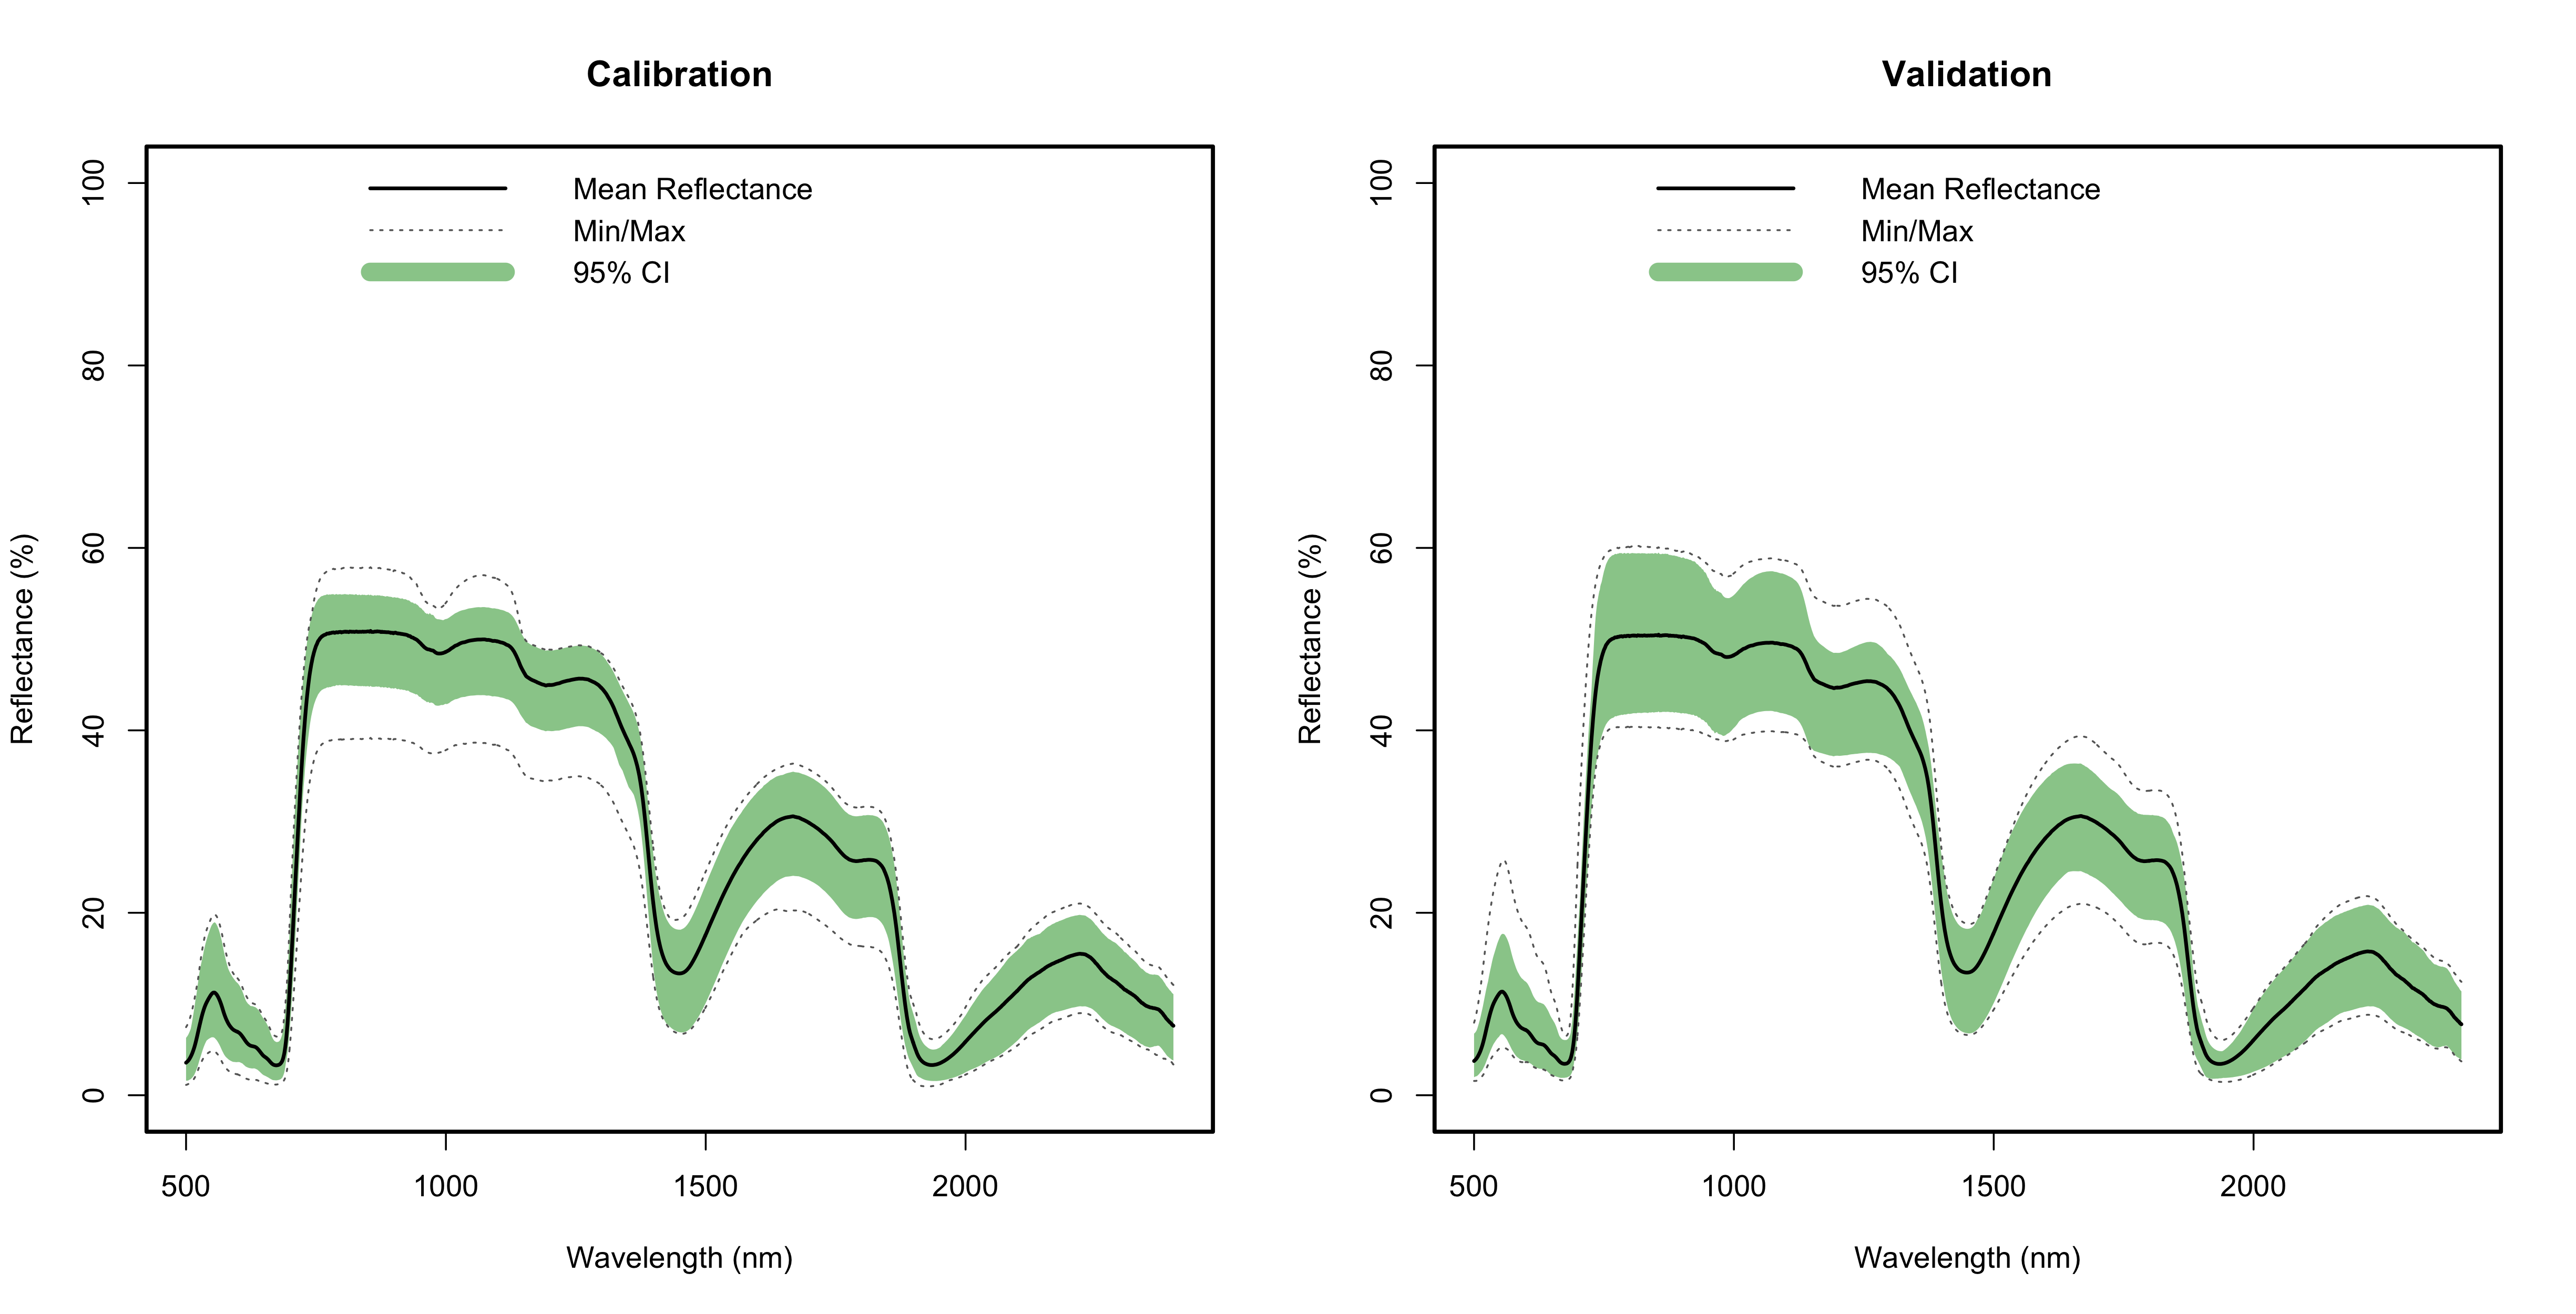 Calibration
Mean Reflectance
Min/Max
95% CI
Reflectance (%)
100
80
60
40
20
0
500 1000 1500 2000
Wavelength (nm)
Validation
Mean Reflectance
Min/Max
95% CI
Reflectance (%)
100
80
60
40
20
0
500 1000 1500 2000
Wavelength (nm)